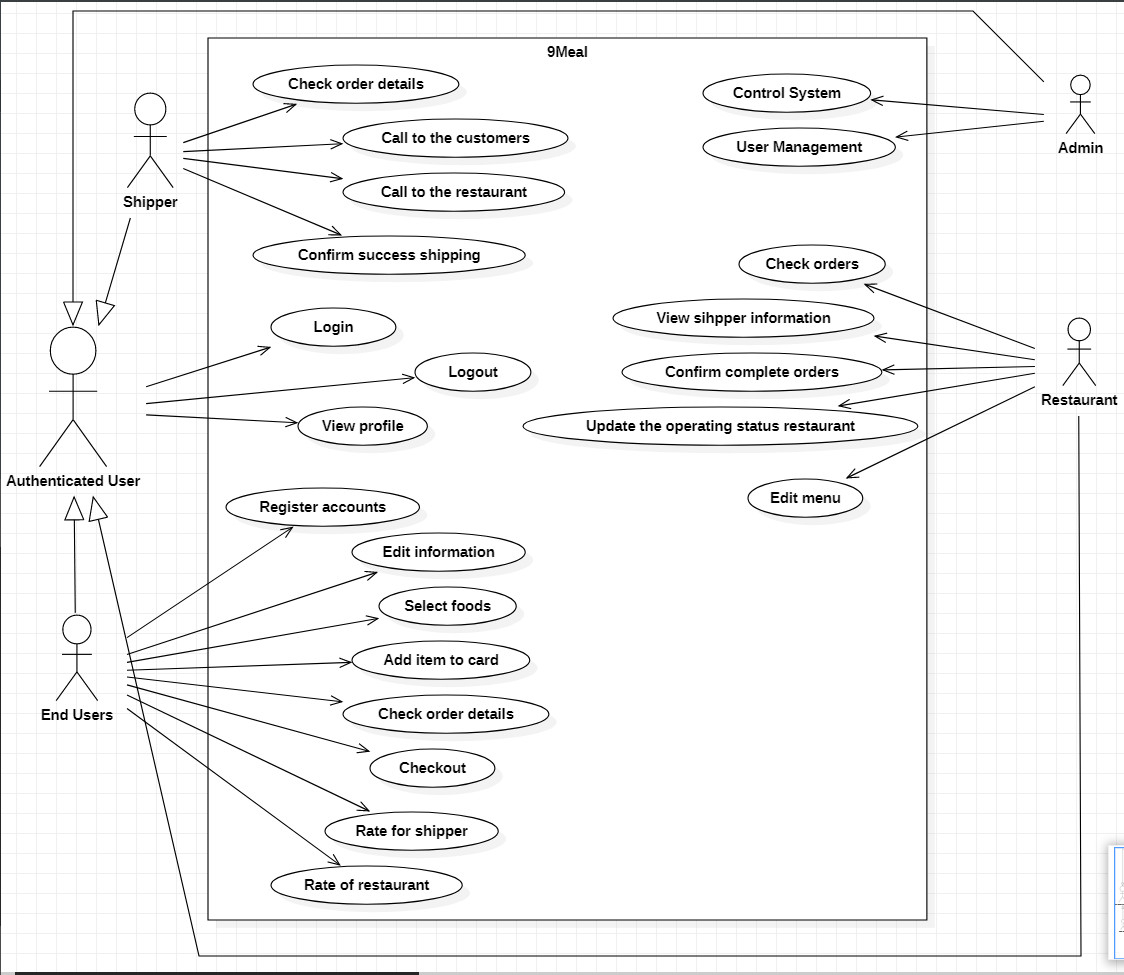 9Meal
Check order details
Call to the customers
Call to the restaurant
Confirm success shipping
Shipper
Control System
User Management
Admin
Check orders
View sihpper information
Confirm complete orders
Update the operating status restaurant
Edit menu
Restaurant
Login
Logout
View profile
Authenticated User
Register accounts
Edit information
Select foods
Add item to card
Check order details
Checkout
Rate for shipper
Rate of restaurant
End Users